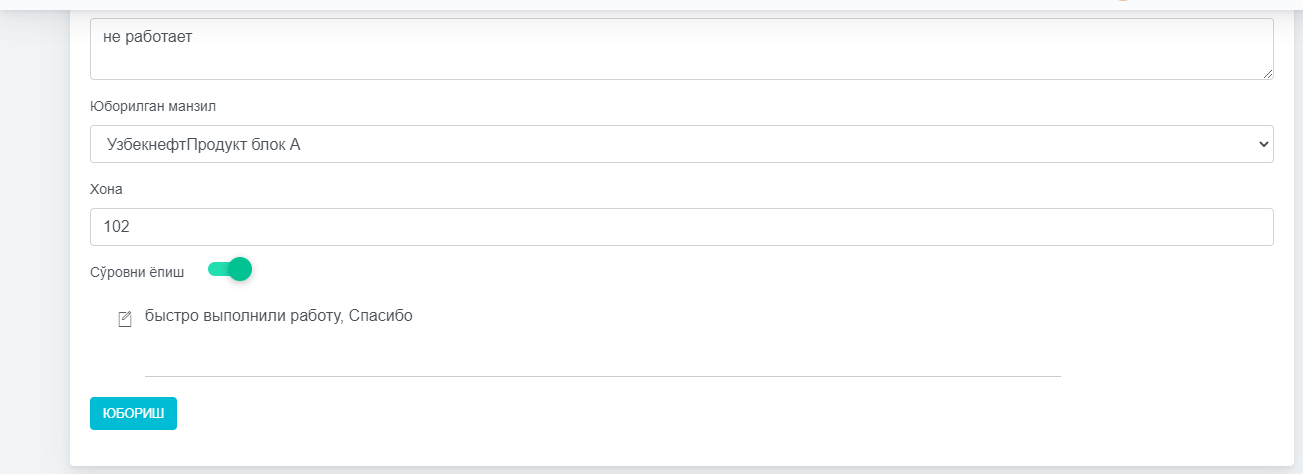 не работает
Юборилган манзил
УзбекнефтПродукт блок А
Хона
102
Сўровни ёпиш
быстро выполнили работу, Спасибо
ЮБОРИШ